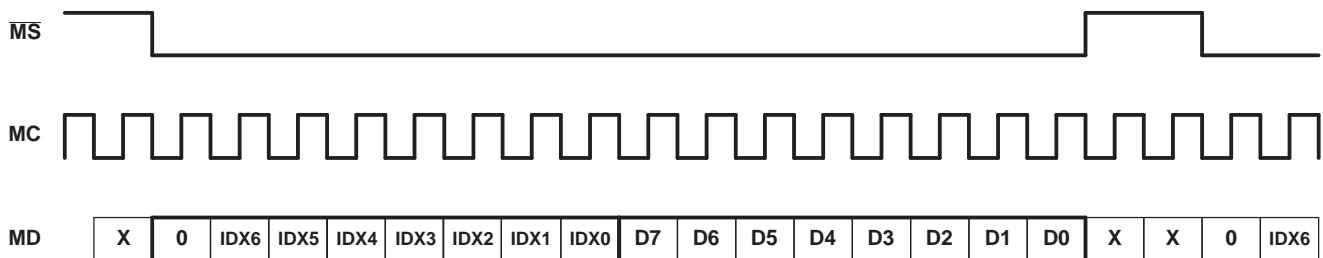 MS
MC
MD X 0 IDX6 IDX5 IDX4 IDX3 IDX2 IDX1 IDX0 D7 D6 D5 D4 D3 D2 D1 D0 X X 0 IDX6